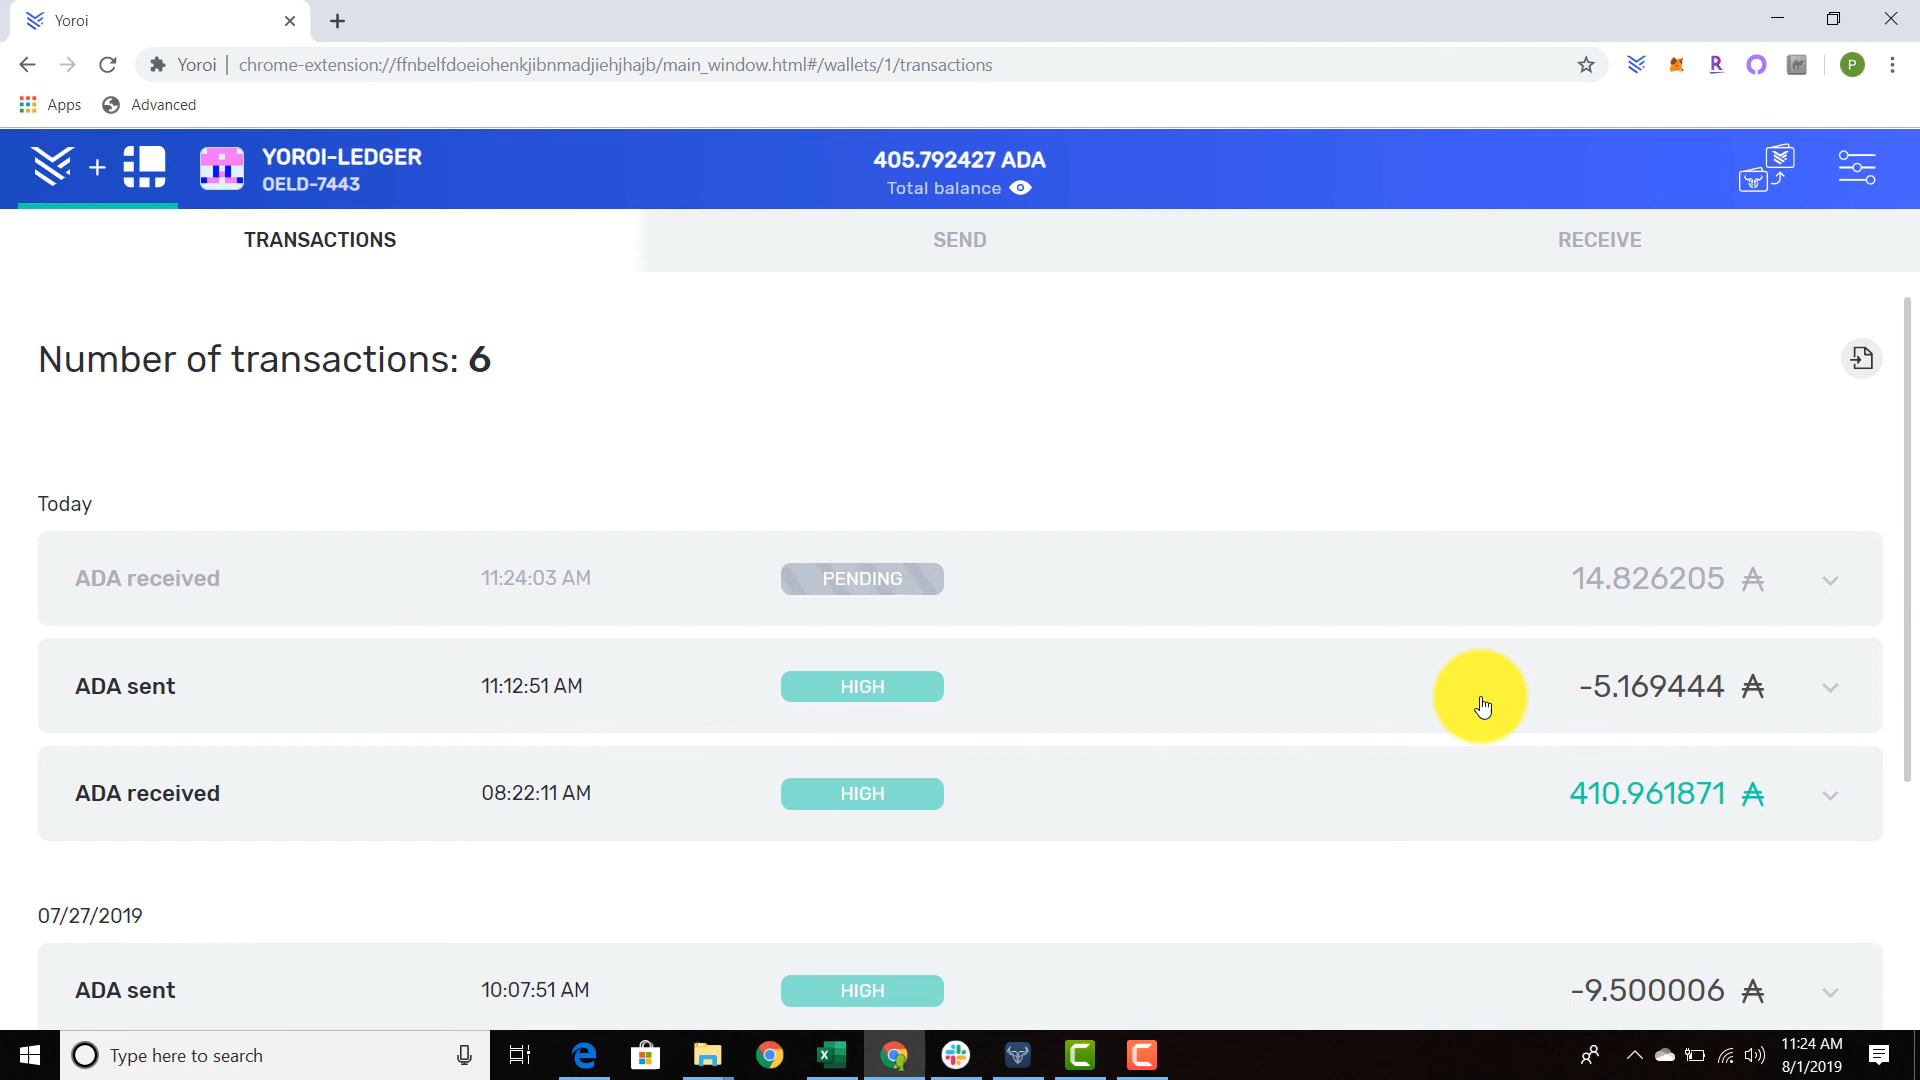 Yoroi
Yoroi | chrome-extension://ffnbelfdoeiohenkjibnmadjiehjhajb/main_window.html#/wallets/1/transactions
R
P
Apps
Advanced
YOROI-LEDGER
OELD-7443
405.792427 ADA
Total balance
TRANSACTIONS
SEND
RECEIVE
Number of transactions: 6
Today
ADA received 11:24:03 AM PENDING 14.826205
ADA sent 11:12:51 AM HIGH -5.169444
ADA received 08:22:11 AM HIGH 410.961871
07/27/2019
ADA sent 10:07:51 AM HIGH -9.500006
Type here to search
11:24 AM
8/1/2019